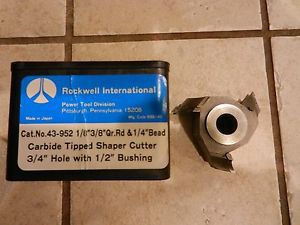 Rockwell International
Power Tool Division
Pittsburgh, Pennsylvania 15208
Made in Japan
Cat.No.43-952 1/8"3/8"Qr.Rd &1/4"Bead
Carbide Tipped Shaper Cutter
3/4" Hole with 1/2" Bushing